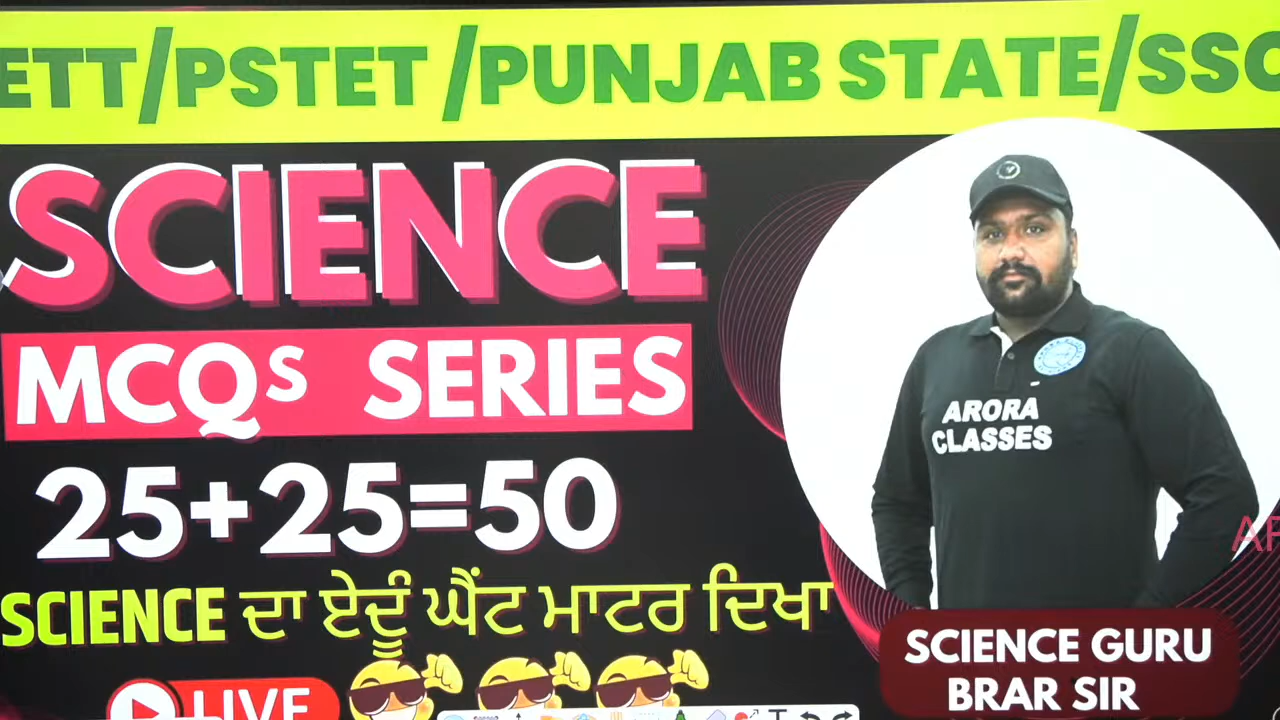 ETT/PSTET /PUNJAB STATE/SSC
SCIENCE
MCQs SERIES
25+25=50
SCIENCE ਦਾ ਏਦੂੰ ਘੈਂਟ ਮਾਟਰ ਦਿਖਾ
LIVE
ARORA
CLASSES
SCIENCE GURU
BRAR SIR